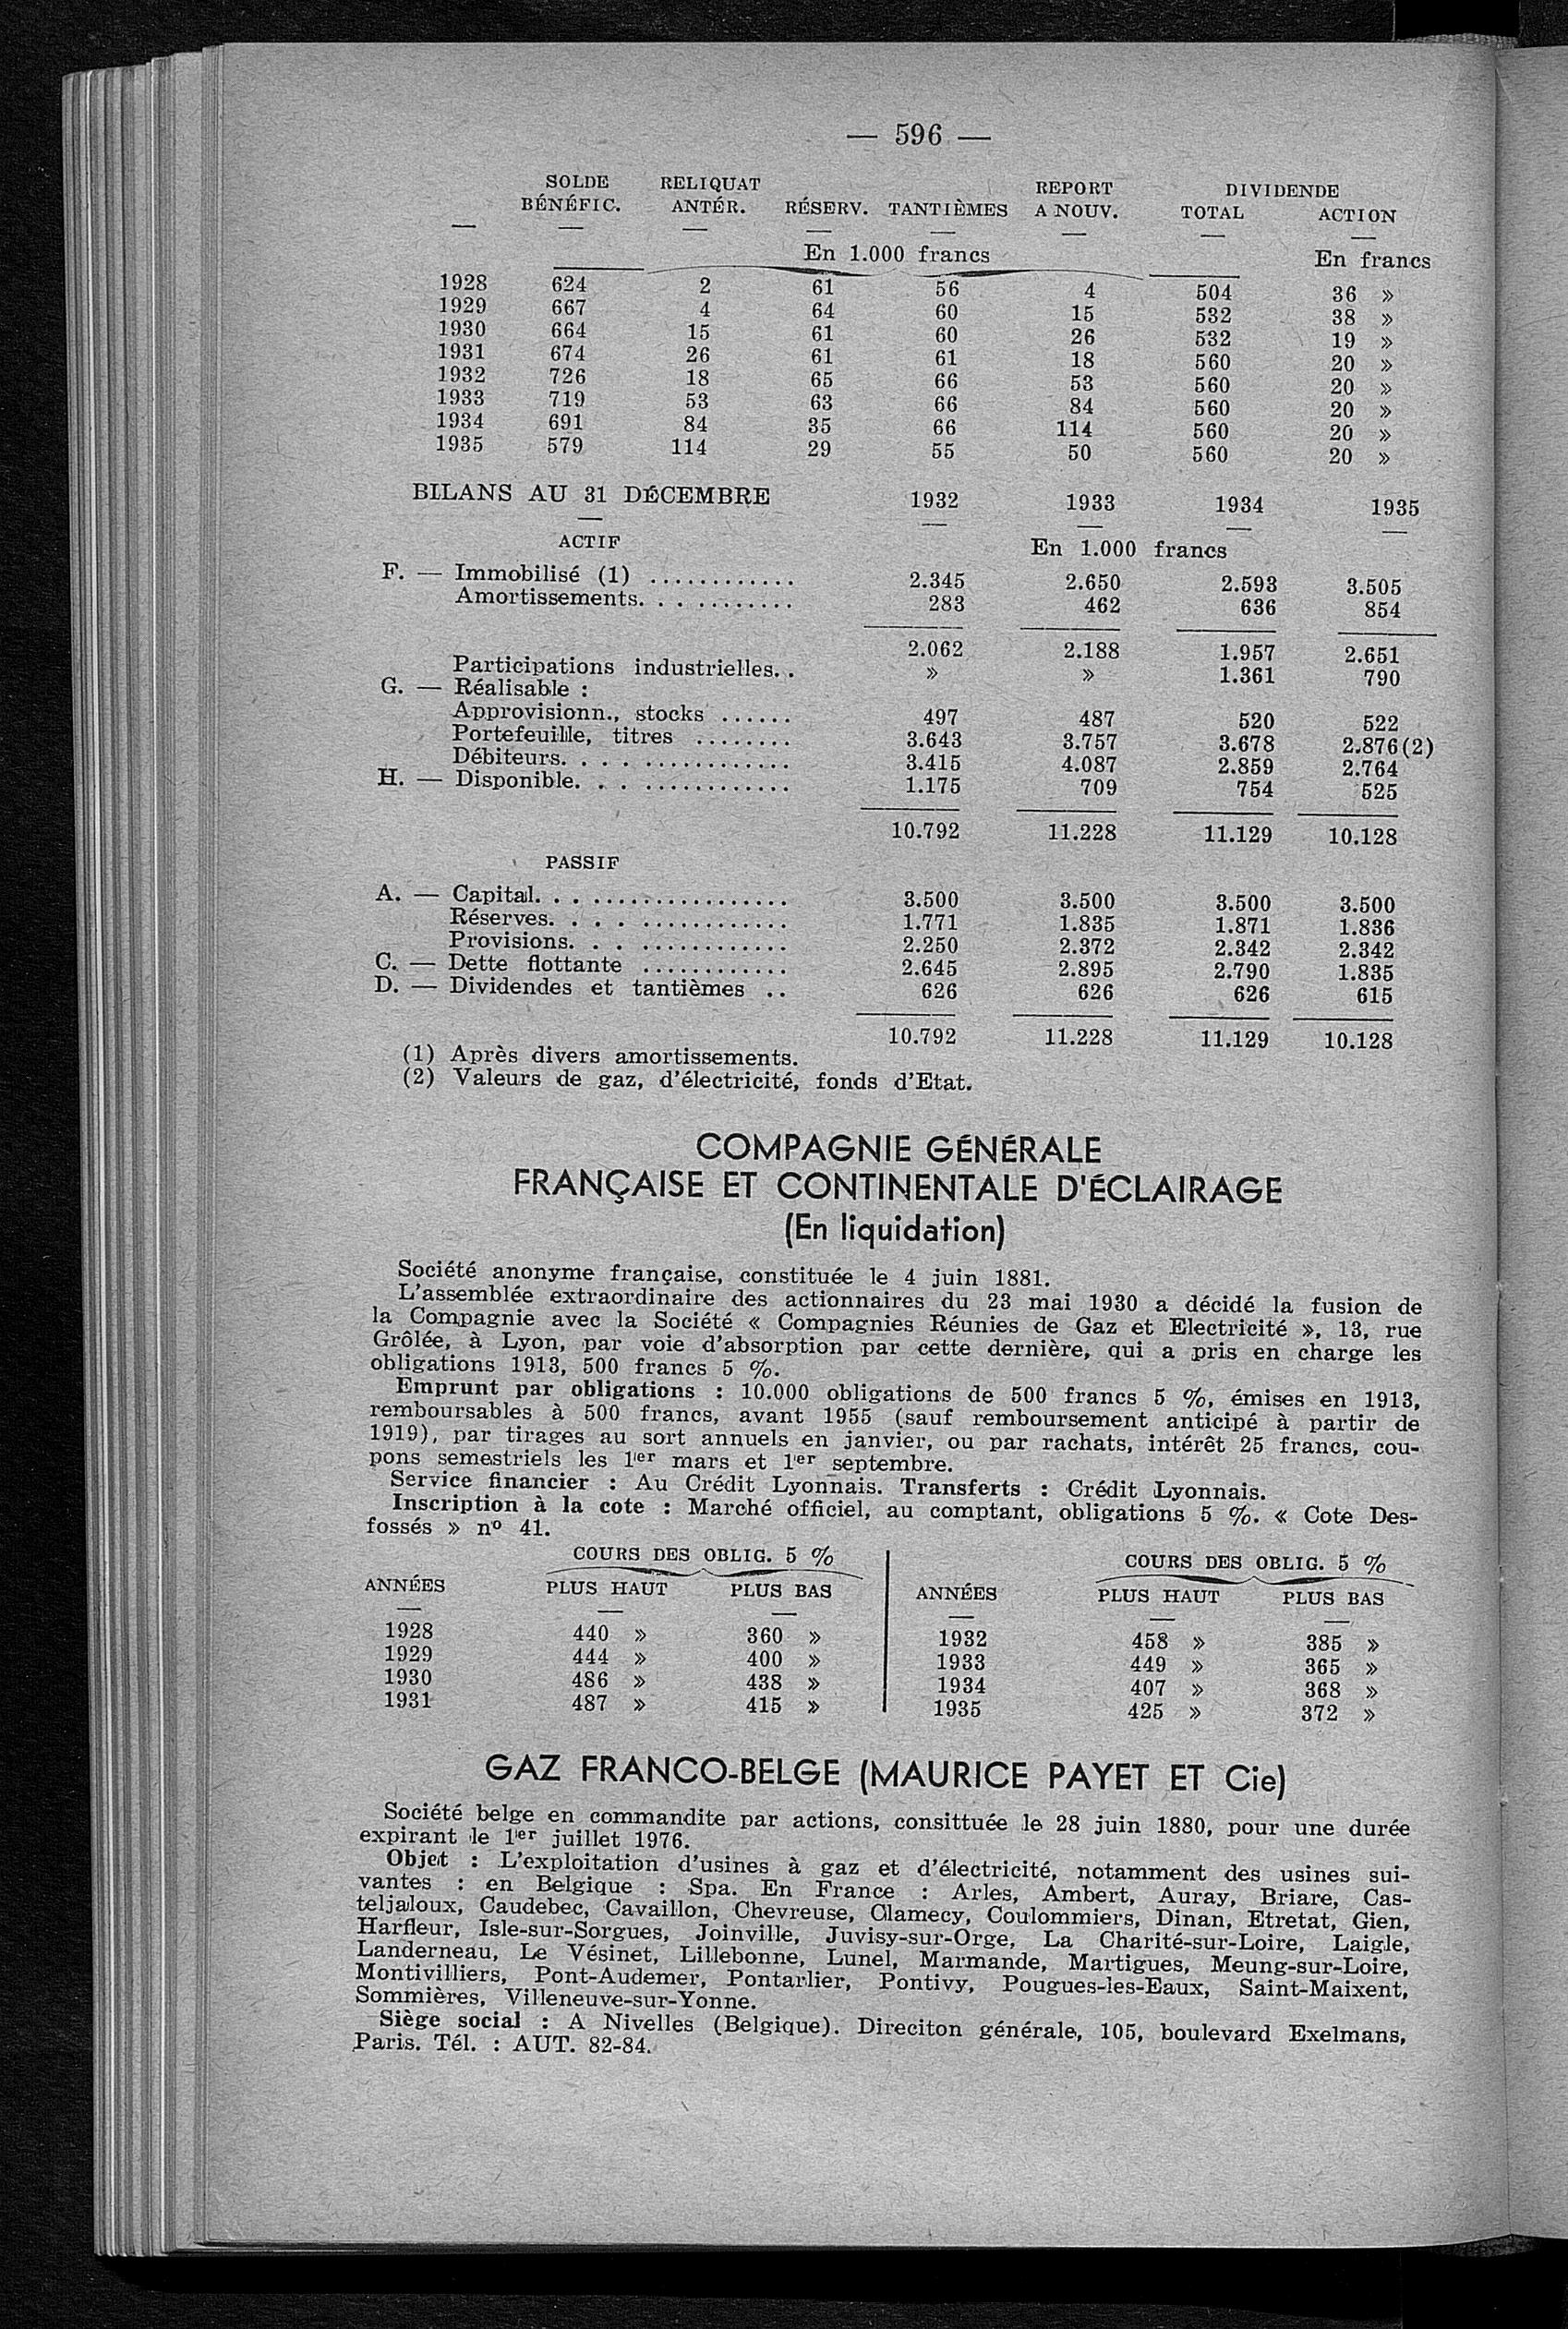 — 596 —
SOLDE RELIQUAT REPORT DIVIDENDE
BÉNÉFIC. ANTÉR. RÉSERV. TANTIÈMES A NOUV. TOTAL ACTION
En 1.000 francs En francs
1928 624 2 61 56 4 504 36 »
1929 667 4 64 60 15 532 38 »
1930 664 15 61 60 26 532 19 »
1931 674 26 61 61 18 560 20 »
1932 726 18 65 66 53 560 20 »
1933 719 53 63 66 84 560 20 »
1934 691 84 35 66 114 560 20 »
1935 579 114 29 55 50 560 20 »
BILANS AU 31 DÉCEMBRE 1932 1933 1934 1935
ACTIF En 1.000 francs
F. — Immobilisé (1) ............ 2.345 2.650 2.593 3.505
Amortissements. . . ......... 283 462 636 854
2.062 2.188 1.957 2.651
Participations industrielles. . » » 1.361 790
G. — Réalisable :
Approvisionn., stocks ...... 497 487 520 522
Portefeuille, titres ........ 3.643 3.757 3.678 2.876 (2)
Débiteurs. . . . ............... 3.415 4.087 2.859 2.764
H. — Disponible. . . ............. 1.175 709 754 525
10.792 11.228 11.129 10.128
PASSIF
A. — Capital. . . .................. 3.500 3.500 3.500 3.500
Réserves. . . . ............. 1.771 1.835 1.871 1.836
Provisions. . . ............. 2.250 2.372 2.342 2.342
C. — Dette flottante ............ 2.645 2.895 2.790 1.835
D. — Dividendes et tantièmes .. 626 626 626 615
10.792 11.228 11.129 10.128
(1) Après divers amortissements.
(2) Valeurs de gaz, d'électricité, fonds d'Etat.
COMPAGNIE GÉNÉRALE
FRANÇAISE ET CONTINENTALE D'ÉCLAIRAGE
(En liquidation)
Société anonyme française, constituée le 4 juin 1881.
L'assemblée extraordinaire des actionnaires du 23 mai 1930 a décidé la fusion de
la Compagnie avec la Société « Compagnies Réunies de Gaz et Electricité », 13, rue
Grôlée, à Lyon, par voie d'absorption par cette dernière, qui a pris en charge les
obligations 1913, 500 francs 5 %.
Emprunt par obligations : 10.000 obligations de 500 francs 5 %, émises en 1913,
remboursables à 500 francs, avant 1955 (sauf remboursement anticipé à partir de
1919), par tirages au sort annuels en janvier, ou par rachats, intérêt 25 francs, cou-
pons semestriels les 1er mars et 1er septembre.
Service financier : Au Crédit Lyonnais. Transferts : Crédit Lyonnais.
Inscription à la cote : Marché officiel, au comptant, obligations 5 %. « Cote Des-
fossés » nº 41.
COURS DES OBLIG. 5 % COURS DES OBLIG. 5 %
ANNÉES PLUS HAUT PLUS BAS ANNÉES PLUS HAUT PLUS BAS
1928 440 » 360 » 1932 458 » 385 »
1929 444 » 400 » 1933 449 » 365 »
1930 486 » 438 » 1934 407 » 368 »
1931 487 » 415 » 1935 425 » 372 »
GAZ FRANCO-BELGE (MAURICE PAYET ET Cie)
Société belge en commandite par actions, consittuée le 28 juin 1880, pour une durée
expirant le 1er juillet 1976.
Objet : L'exploitation d'usines à gaz et d'électricité, notamment des usines sui-
vantes : en Belgique : Spa. En France : Arles, Ambert, Auray, Briare, Cas-
teljaloux, Caudebec, Cavaillon, Chevreuse, Clamecy, Coulommiers, Dinan, Etretat, Gien,
Harfleur, Isle-sur-Sorgues, Joinville, Juvisy-sur-Orge, La Charité-sur-Loire, Laigle,
Landerneau, Le Vésinet, Lillebonne, Lunel, Marmande, Martigues, Meung-sur-Loire,
Montivilliers, Pont-Audemer, Pontarlier, Pontivy, Pougues-les-Eaux, Saint-Maixent,
Sommières, Villeneuve-sur-Yonne.
Siège social : A Nivelles (Belgique). Direciton générale, 105, boulevard Exelmans,
Paris. Tél. : AUT. 82-84.